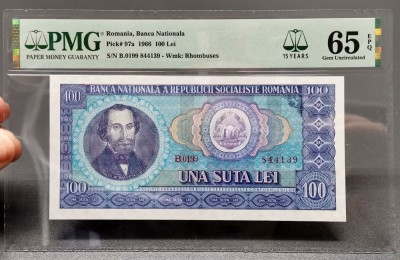 PMG
PAPER MONEY GUARANTY
Romania, Banca Nationala
Pick# 97a 1966 100 Lei
S/N B.0199 844139 - Wmk: Rhombuses
15 YEARS
65 EPQ
Gem Uncirculated
100 BANCA NATIONALA A REPUBLICII SOCIALISTE ROMANIA 100
B.0199 844139
UNA SUTA LEI
100 100